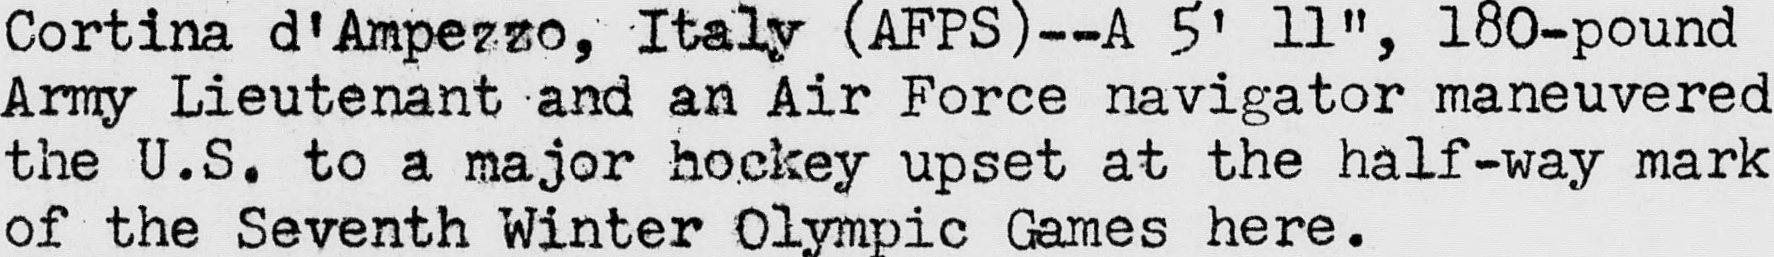 Cortina d'Ampezzo, Italy (AFPS)--A 5' 11", 180-pound
Army Lieutenant and an Air Force navigator maneuvered
the U.S. to a major hockey upset at the half-way mark
of the Seventh Winter Olympic Games here.